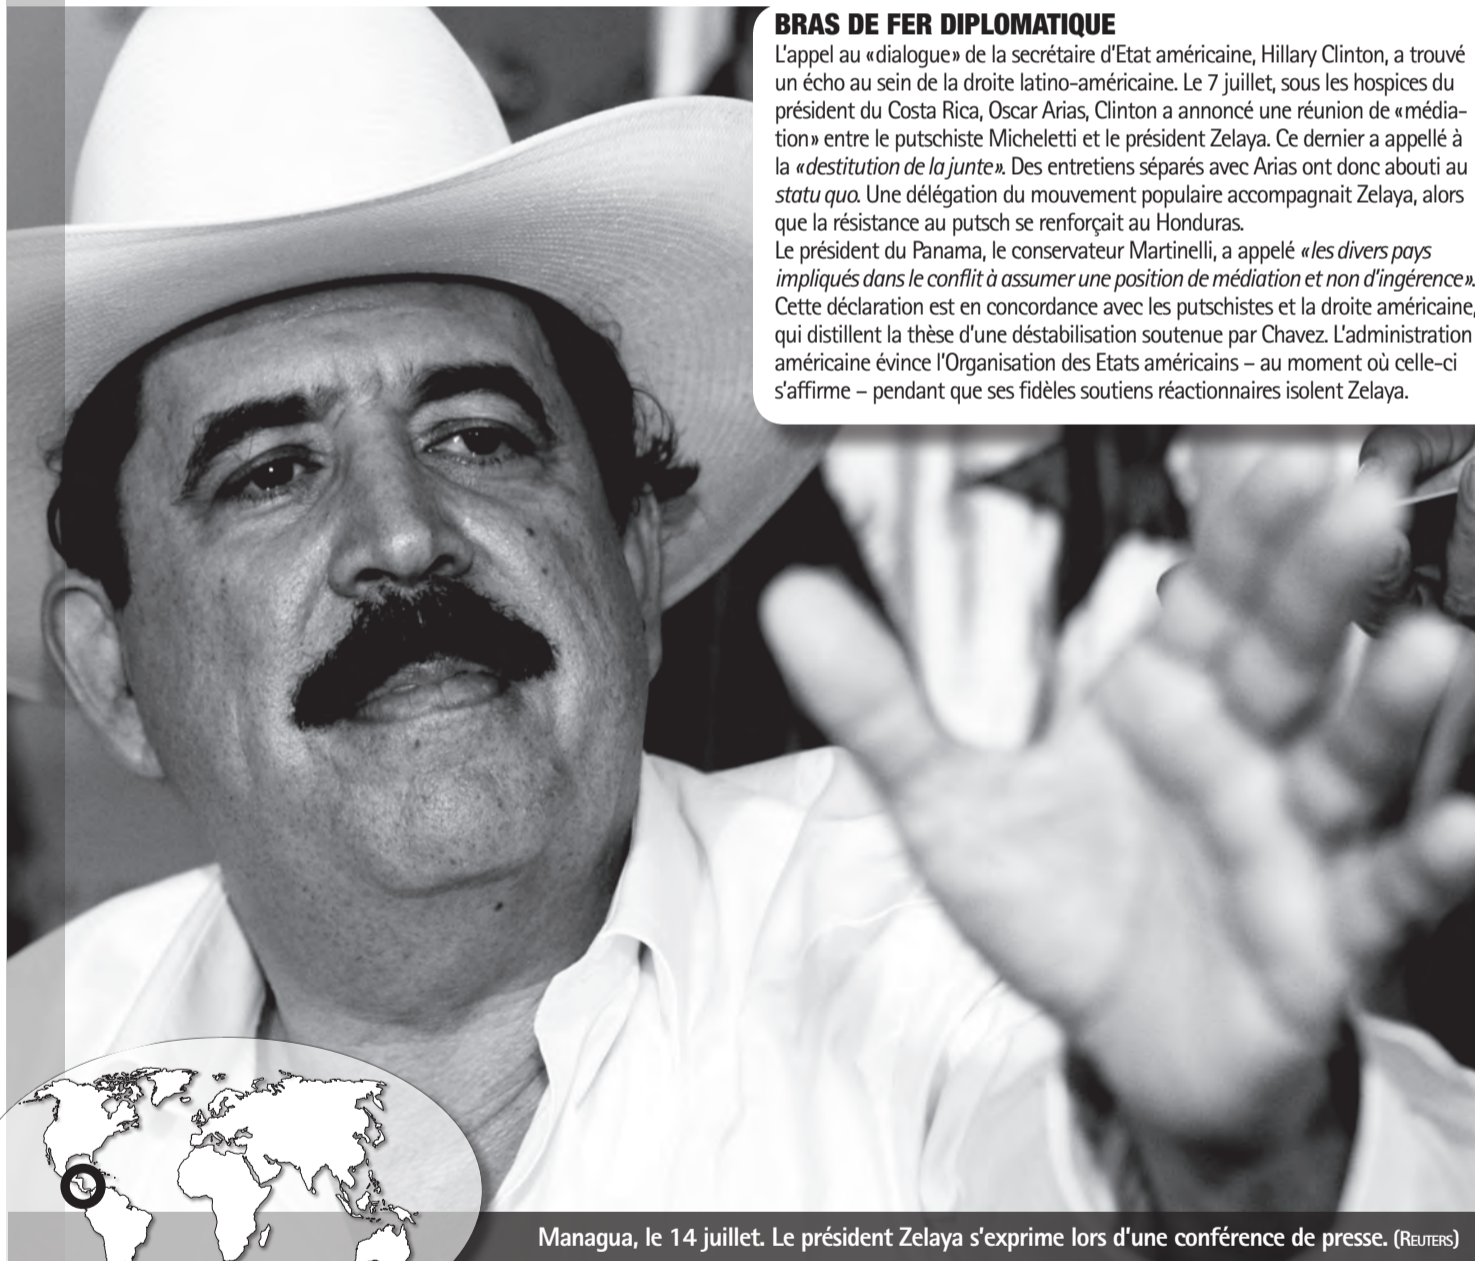 BRAS DE FER DIPLOMATIQUE
L'appel au «dialogue» de la secrétaire d'Etat américaine, Hillary Clinton, a trouvé
un écho au sein de la droite latino-américaine. Le 7 juillet, sous les hospices du
président du Costa Rica, Oscar Arias, Clinton a annoncé une réunion de «média-
tion» entre le putschiste Micheletti et le président Zelaya. Ce dernier a appellé à
la «destitution de la junte». Des entretiens séparés avec Arias ont donc abouti au
statu quo. Une délégation du mouvement populaire accompagnait Zelaya, alors
que la résistance au putsch se renforçait au Honduras.
Le président du Panama, le conservateur Martinelli, a appelé «les divers pays
impliqués dans le conflit à assumer une position de médiation et non d'ingérence».
Cette déclaration est en concordance avec les putschistes et la droite américaine,
qui distillent la thèse d'une déstabilisation soutenue par Chavez. L'administration
américaine évince l'Organisation des Etats américains – au moment où celle-ci
s'affirme – pendant que ses fidèles soutiens réactionnaires isolent Zelaya.
Managua, le 14 juillet. Le président Zelaya s'exprime lors d'une conférence de presse. (REUTERS)